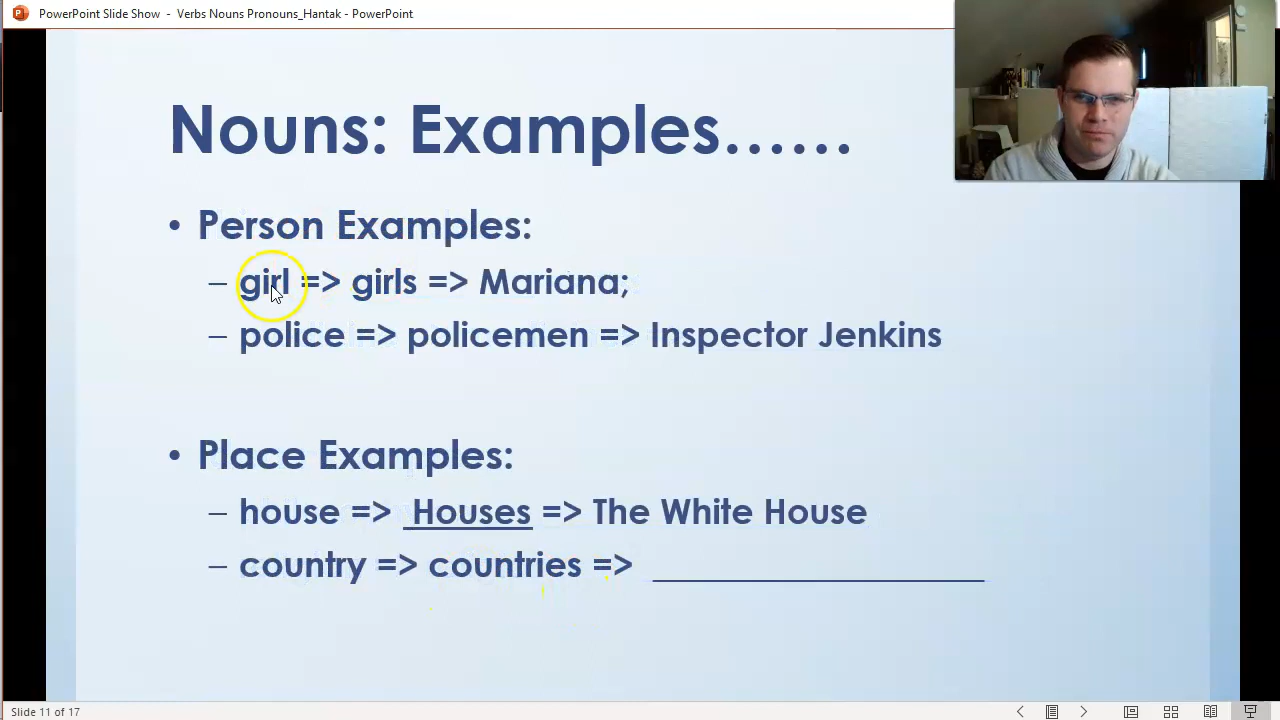 PowerPoint Slide Show - Verbs Nouns Pronouns_Hantak - PowerPoint
Nouns: Examples……
• Person Examples:
– girl => girls => Mariana;
– police => policemen => Inspector Jenkins
• Place Examples:
– house => Houses => The White House
– country => countries => ____________________
Slide 11 of 17